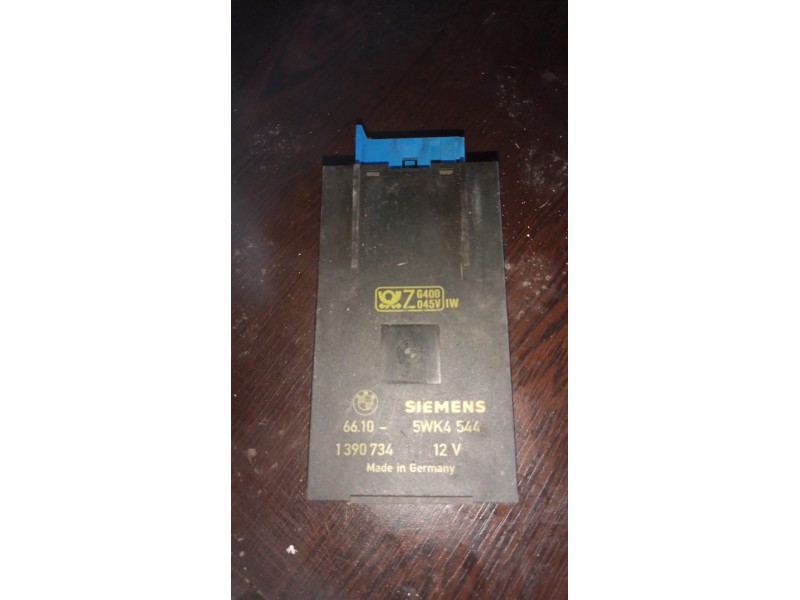 Z G400
045V IW
SIEMENS
66.10 - 5WK4 544
1 390 734 12 V
Made in Germany